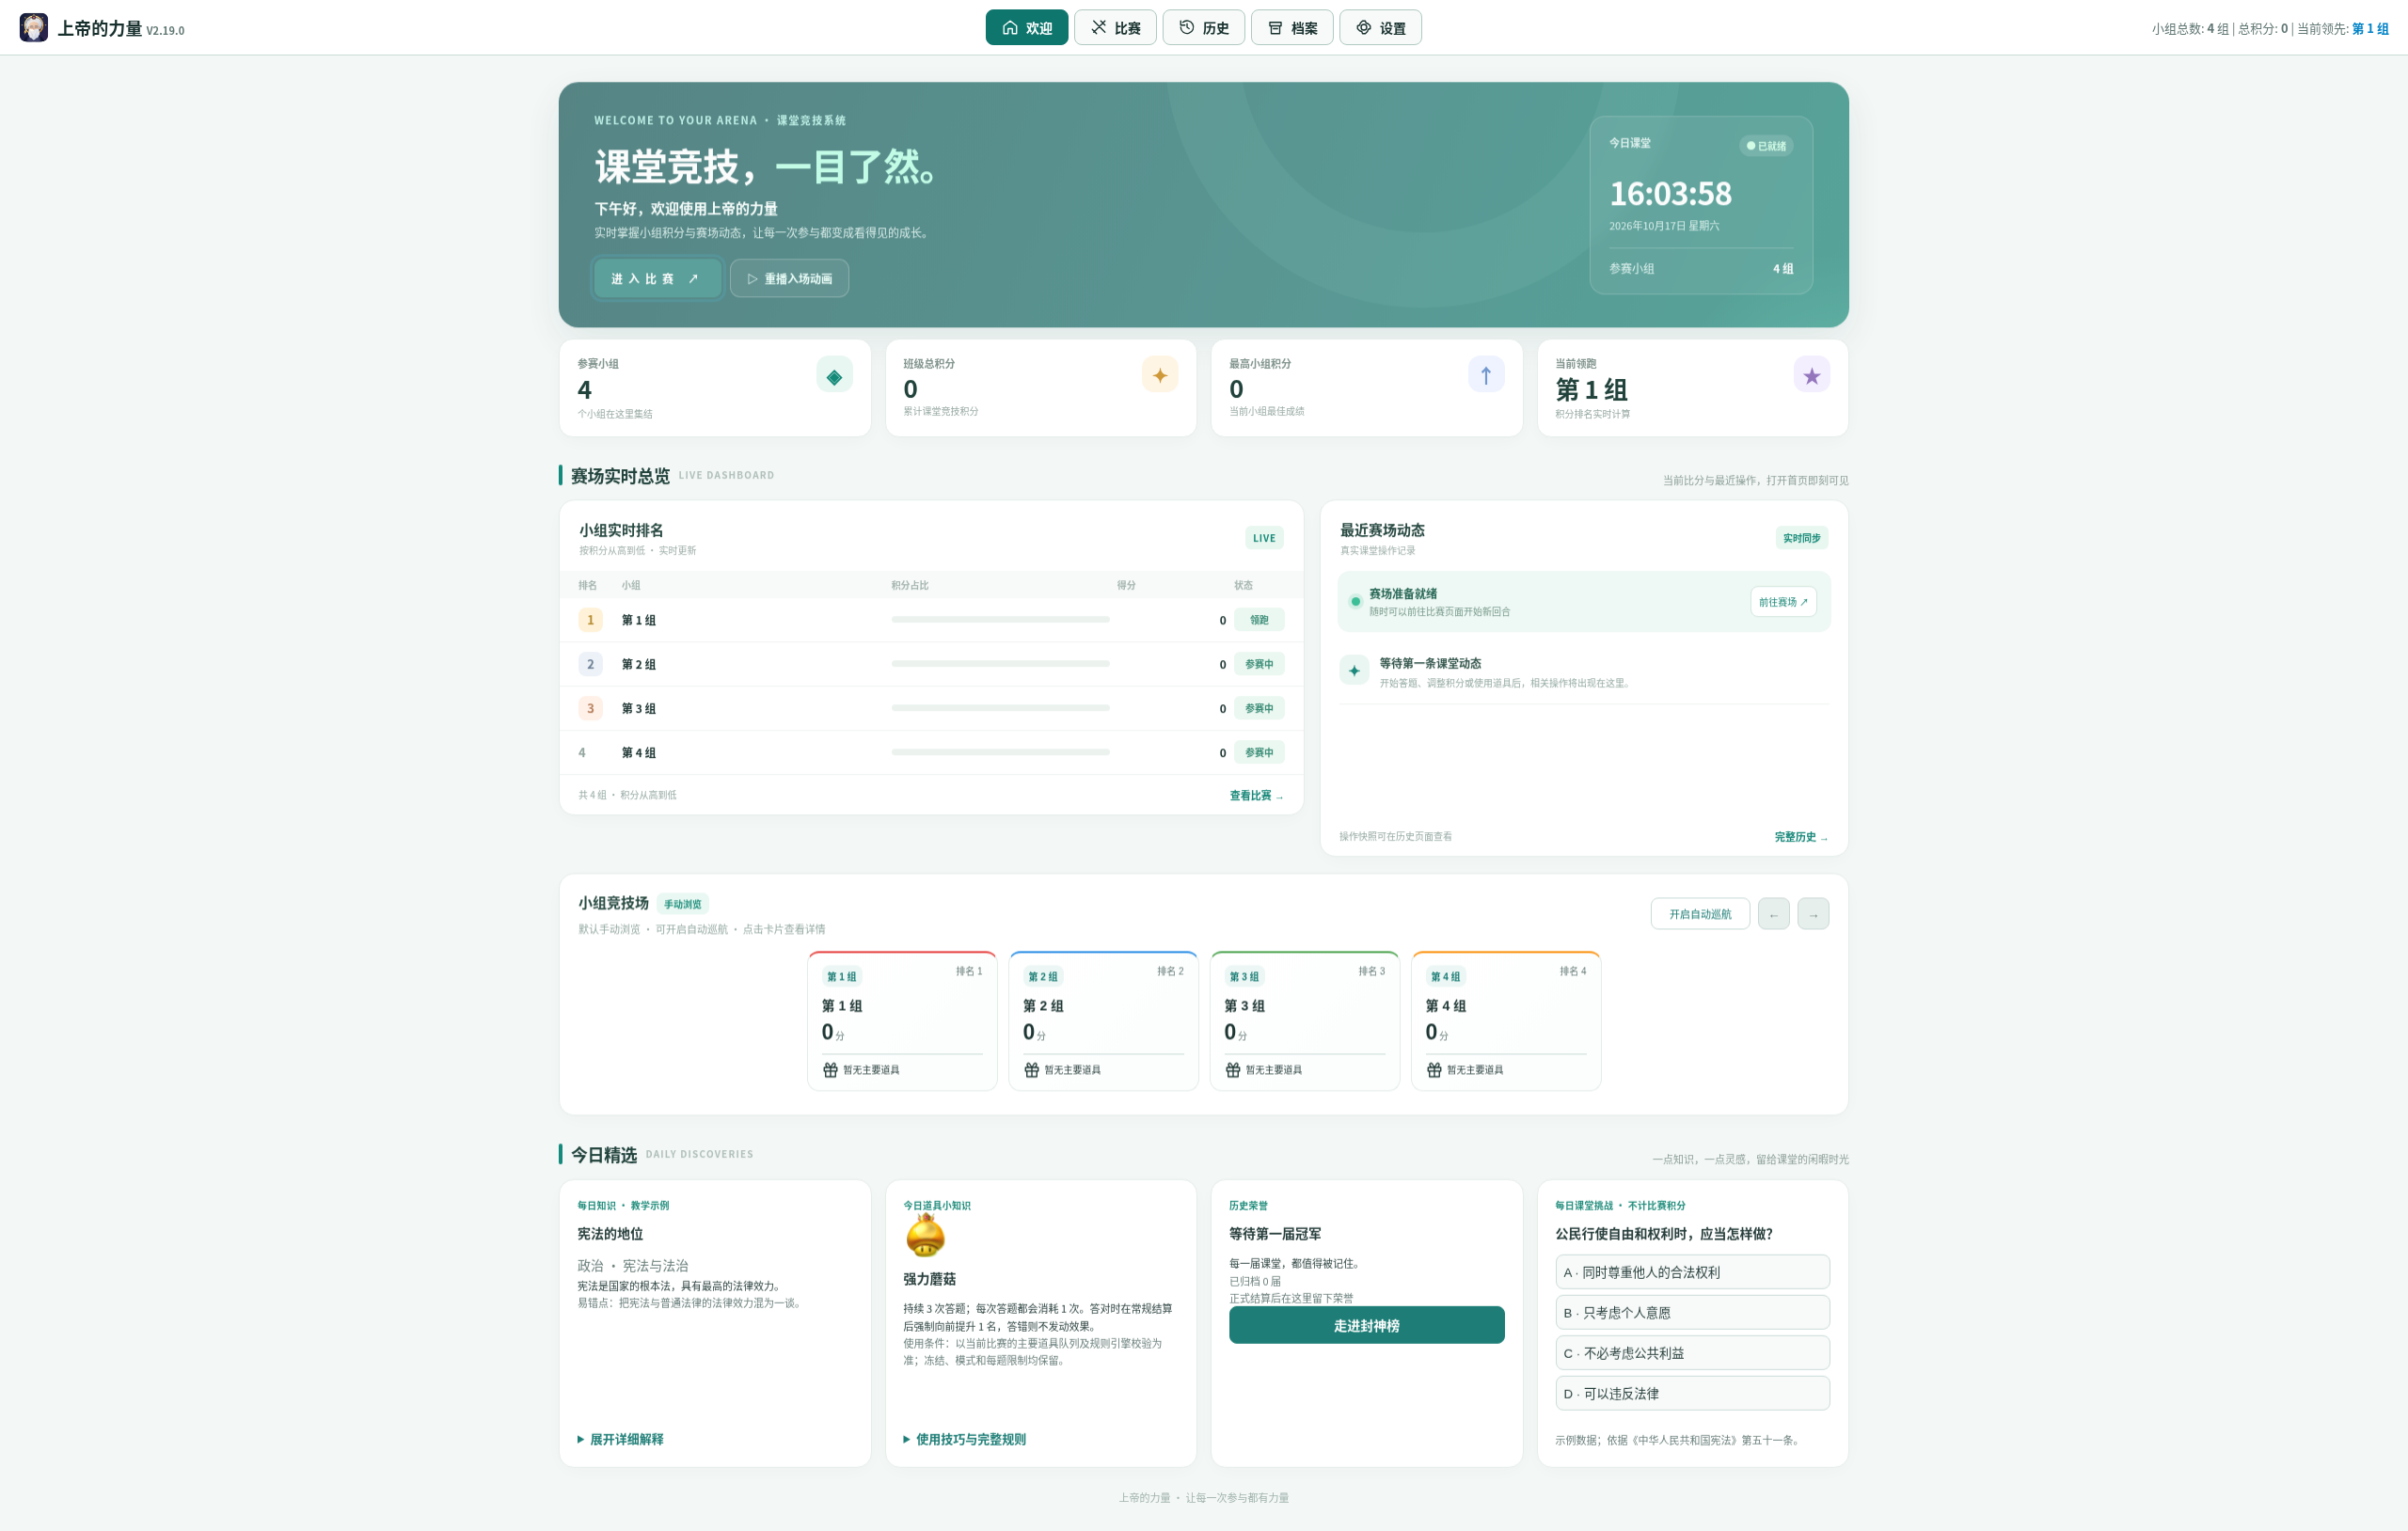 上帝的力量 V2.19.0
欢迎
比赛
历史
档案
设置
小组总数: 4 组 | 总积分: 0 | 当前领先: 第 1 组
WELCOME TO YOUR ARENA · 课堂竞技系统
课堂竞技，一目了然。
下午好，欢迎使用上帝的力量
实时掌握小组积分与赛场动态，让每一次参与都变成看得见的成长。
进入比赛 ↗
▷ 重播入场动画
今日课堂
已就绪
16:03:58
2026年10月17日 星期六
参赛小组
4 组
参赛小组
4
个小组在这里集结
班级总积分
0
累计课堂竞技积分
最高小组积分
0
当前小组最佳成绩
当前领跑
第 1 组
积分排名实时计算
赛场实时总览 LIVE DASHBOARD
当前比分与最近操作，打开首页即刻可见
小组实时排名
按积分从高到低 · 实时更新
LIVE
排名 小组 积分占比 得分 状态
1 第 1 组 0 领跑
2 第 2 组 0 参赛中
3 第 3 组 0 参赛中
4 第 4 组 0 参赛中
共 4 组 · 积分从高到低
查看比赛 →
最近赛场动态
真实课堂操作记录
实时同步
赛场准备就绪
随时可以前往比赛页面开始新回合
前往赛场 ↗
等待第一条课堂动态
开始答题、调整积分或使用道具后，相关操作将出现在这里。
操作快照可在历史页面查看
完整历史 →
小组竞技场 手动浏览
默认手动浏览 · 可开启自动巡航 · 点击卡片查看详情
开启自动巡航
←
→
第 1 组 排名 1
第 1 组
0 分
暂无主要道具
第 2 组 排名 2
第 2 组
0 分
暂无主要道具
第 3 组 排名 3
第 3 组
0 分
暂无主要道具
第 4 组 排名 4
第 4 组
0 分
暂无主要道具
今日精选 DAILY DISCOVERIES
一点知识，一点灵感，留给课堂的闲暇时光
每日知识 · 教学示例
宪法的地位
政治 · 宪法与法治
宪法是国家的根本法，具有最高的法律效力。
易错点：把宪法与普通法律的法律效力混为一谈。
▶ 展开详细解释
今日道具小知识
强力蘑菇
持续 3 次答题；每次答题都会消耗 1 次。答对时在常规结算
后强制向前提升 1 名，答错则不发动效果。
使用条件：以当前比赛的主要道具队列及规则引擎校验为
准；冻结、模式和每题限制均保留。
▶ 使用技巧与完整规则
历史荣誉
等待第一届冠军
每一届课堂，都值得被记住。
已归档 0 届
正式结算后在这里留下荣誉
走进封神榜
每日课堂挑战 · 不计比赛积分
公民行使自由和权利时，应当怎样做？
A · 同时尊重他人的合法权利
B · 只考虑个人意愿
C · 不必考虑公共利益
D · 可以违反法律
示例数据；依据《中华人民共和国宪法》第五十一条。
上帝的力量 · 让每一次参与都有力量